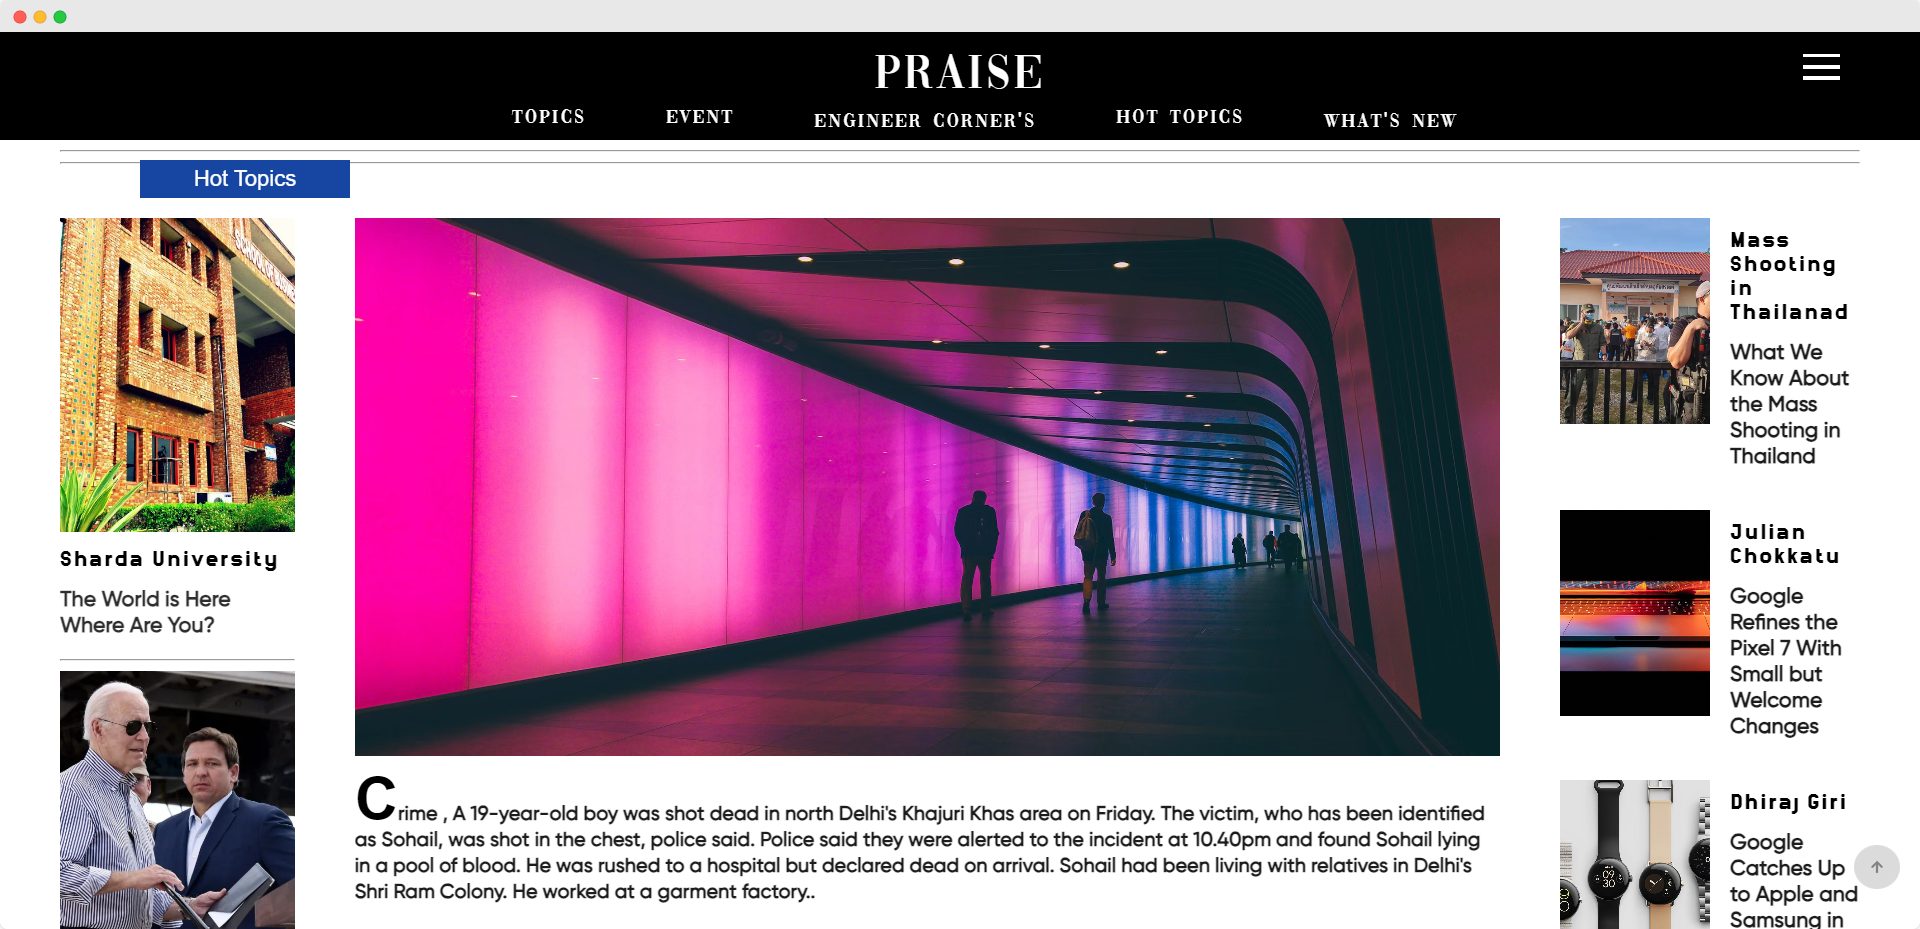 PRAISE
TOPICS
EVENT
ENGINEER CORNER'S
HOT TOPICS
WHAT'S NEW
Hot Topics
SCHOOL OF
Sharda University
The World is Here
Where Are You?
Crime , A 19-year-old boy was shot dead in north Delhi's Khajuri Khas area on Friday. The victim, who has been identified
as Sohail, was shot in the chest, police said. Police said they were alerted to the incident at 10.40pm and found Sohail lying
in a pool of blood. He was rushed to a hospital but declared dead on arrival. Sohail had been living with relatives in Delhi's
Shri Ram Colony. He worked at a garment factory..
Mass
Shooting
in
Thailanad
What We
Know About
the Mass
Shooting in
Thailand
Julian
Chokkatu
Google
Refines the
Pixel 7 With
Small but
Welcome
Changes
09
30
Dhiraj Giri
Google
Catches Up
to Apple and
Samsung in